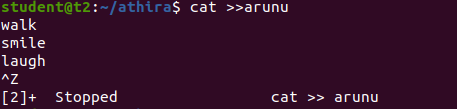 student@t2:~/athira$ cat >>arunu
walk
smile
laugh
^Z
[2]+  Stopped                 cat >> arunu